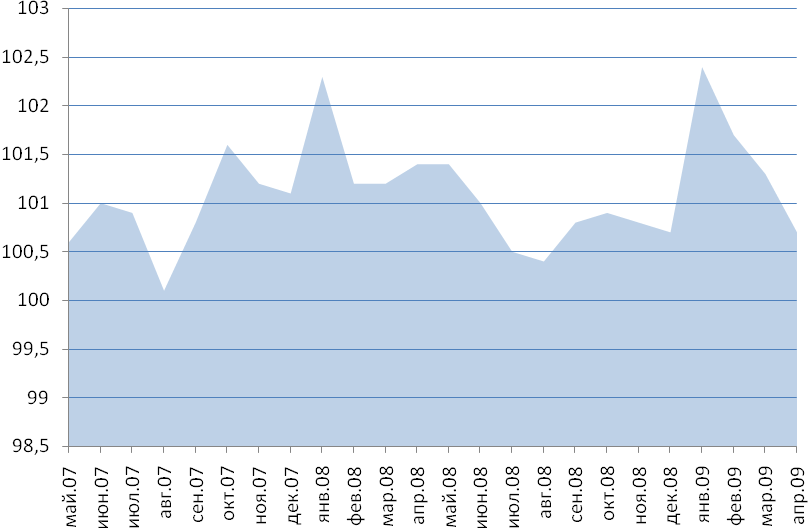 103
102,5
102
101,5
101
100,5
100
99,5
99
98,5
май.07
июн.07
июл.07
авг.07
сен.07
окт.07
ноя.07
дек.07
янв.08
фев.08
мар.08
апр.08
май.08
июн.08
июл.08
авг.08
сен.08
окт.08
ноя.08
дек.08
янв.09
фев.09
мар.09
апр.09